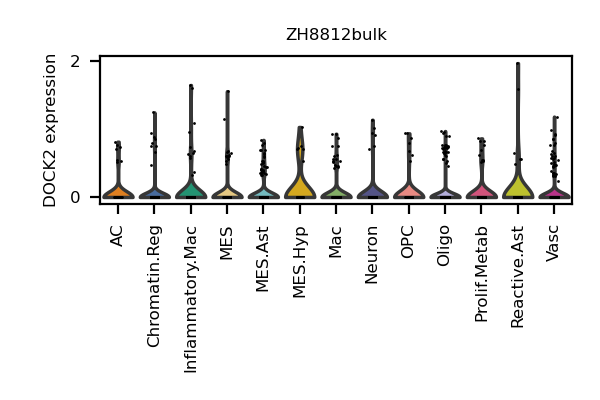 ZH8812bulk
DOCK2 expression
2
0
AC
Chromatin.Reg
Inflammatory.Mac
MES
MES.Ast
MES.Hyp
Mac
Neuron
OPC
Oligo
Prolif.Metab
Reactive.Ast
Vasc